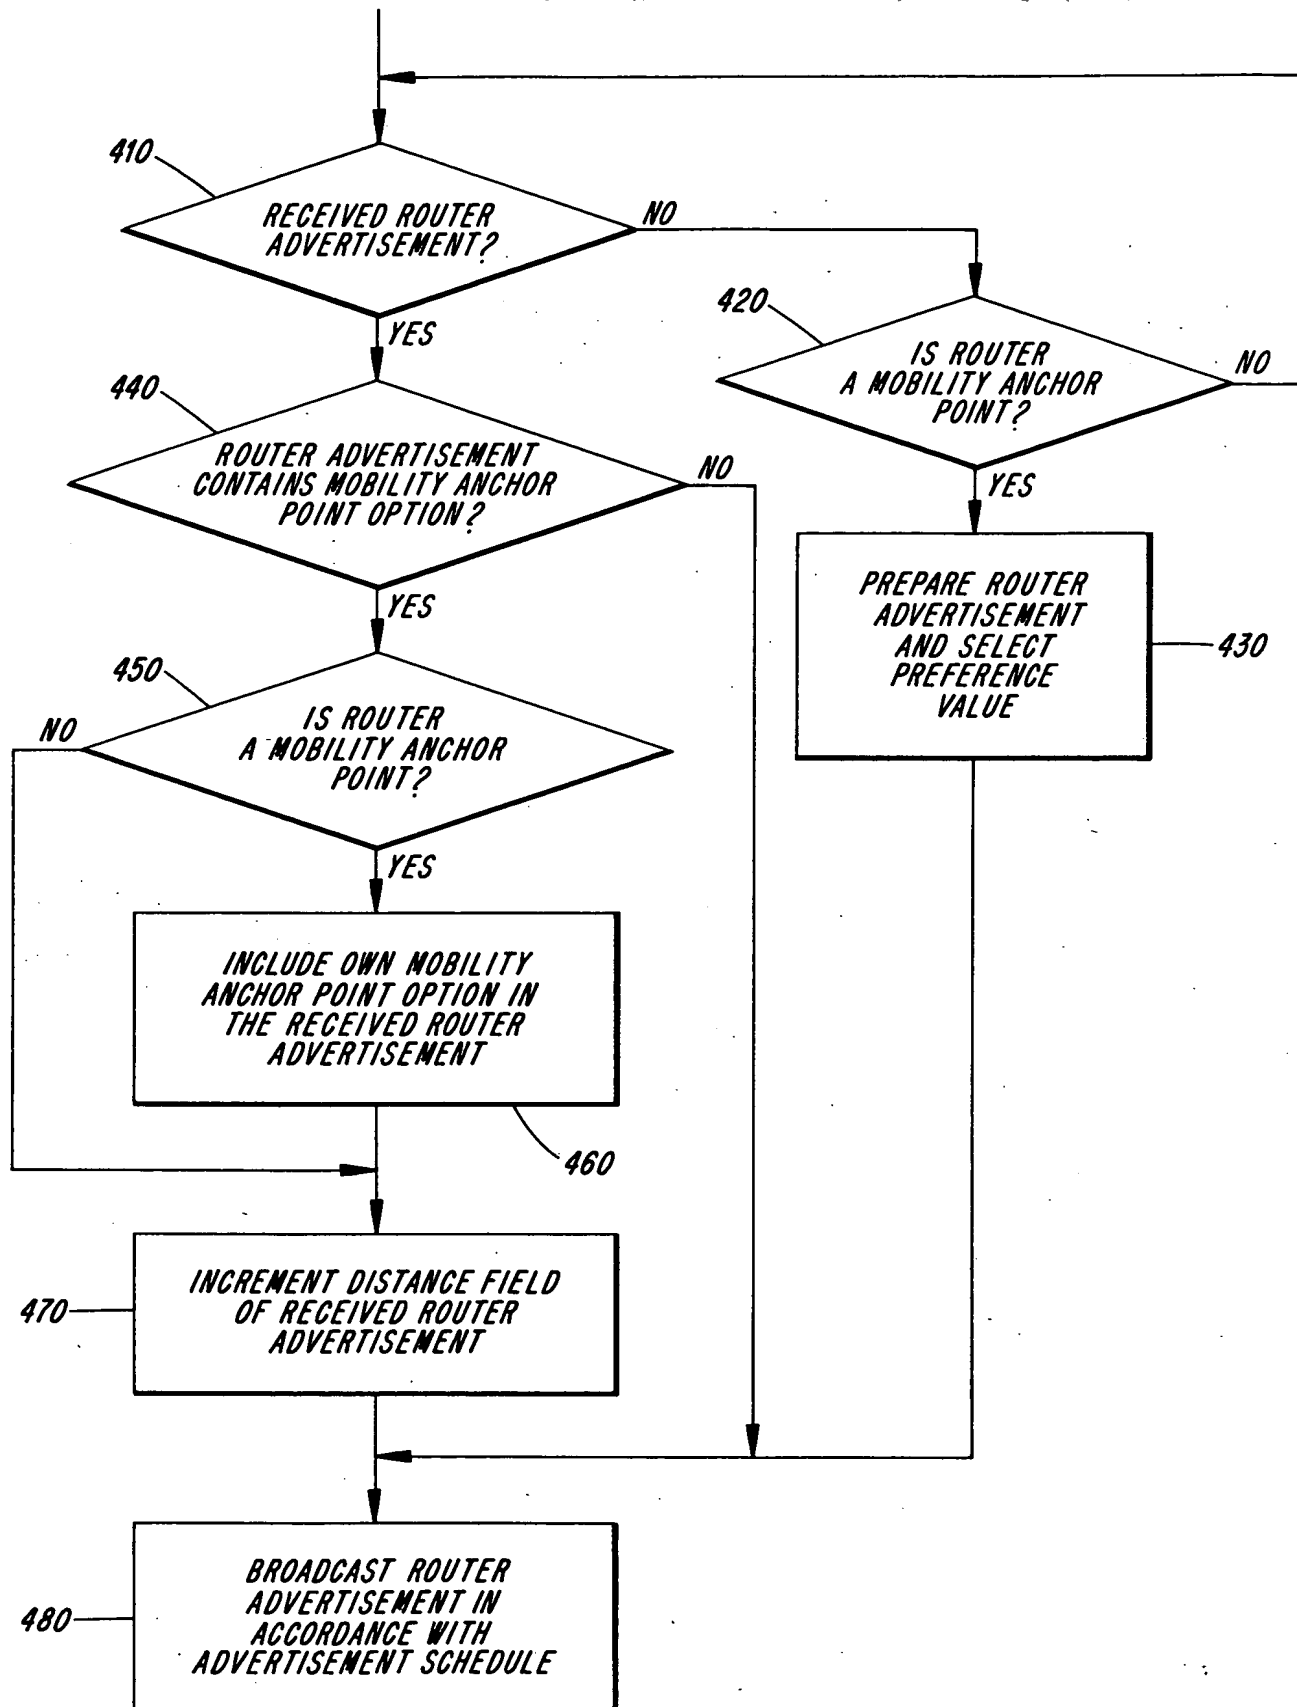 410
RECEIVED ROUTER
ADVERTISEMENT?
NO
YES
420
IS ROUTER
A MOBILITY ANCHOR
POINT?
NO
YES
440
ROUTER ADVERTISEMENT
CONTAINS MOBILITY ANCHOR
POINT OPTION?
NO
YES
PREPARE ROUTER
ADVERTISEMENT
AND SELECT
PREFERENCE
VALUE
430
450
NO
IS ROUTER
A MOBILITY ANCHOR
POINT?
YES
INCLUDE OWN MOBILITY
ANCHOR POINT OPTION IN
THE RECEIVED ROUTER
ADVERTISEMENT
460
INCREMENT DISTANCE FIELD
OF RECEIVED ROUTER
ADVERTISEMENT
470
BROADCAST ROUTER
ADVERTISEMENT IN
ACCORDANCE WITH
ADVERTISEMENT SCHEDULE
480